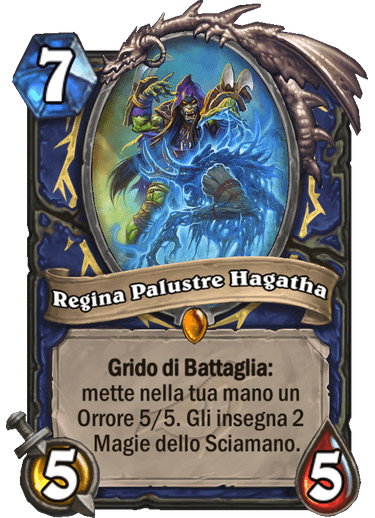 7
Regina Palustre Hagatha
Grido di Battaglia:
mette nella tua mano un
Orrore 5/5. Gli insegna 2
Magie dello Sciamano.
5
5